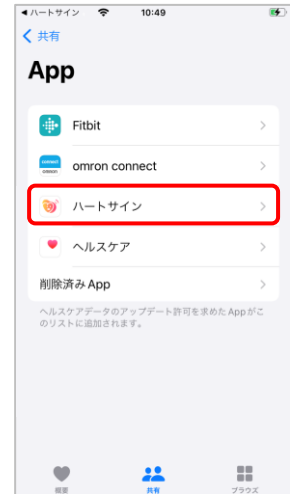 ハートサイン 10:49
共有
App
Fitbit
omron connect
ハートサイン
ヘルスケア
削除済み App
ヘルスケアデータのアップデート許可を求めた Appがこ
のリストに追加されます。
概要 共有 ブラウズ